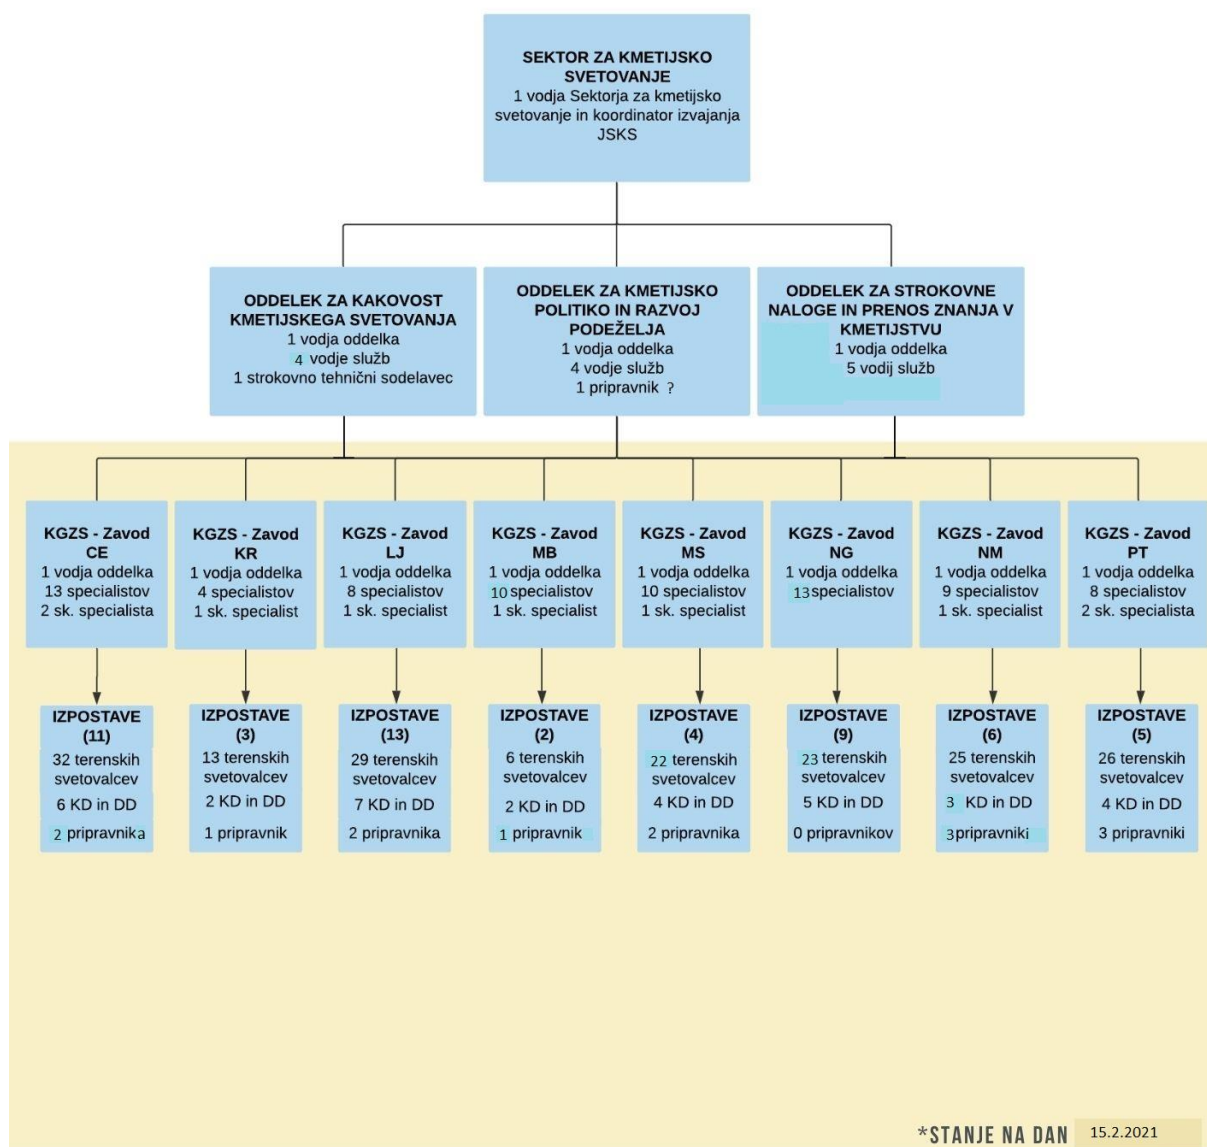 SEKTOR ZA KMETIJSKO
SVETOVANJE
1 vodja Sektorja za kmetijsko
svetovanje in koordinator izvajanja
JSKS
ODDELEK ZA KAKOVOST
KMETIJSKEGA SVETOVANJA
1 vodja oddelka
4 vodje služb
1 strokovno tehnični sodelavec
ODDELEK ZA KMETIJSKO
POLITIKO IN RAZVOJ
PODEŽELJA
1 vodja oddelka
4 vodje služb
1 pripravnik ?
ODDELEK ZA STROKOVNE
NALOGE IN PRENOS ZNANJA V
KMETIJSTVU
1 vodja oddelka
5 vodij služb
KGZS - Zavod
CE
1 vodja oddelka
13 specialistov
2 sk. specialista
KGZS - Zavod
KR
1 vodja oddelka
4 specialistov
1 sk. specialist
KGZS - Zavod
LJ
1 vodja oddelka
8 specialistov
1 sk. specialist
KGZS - Zavod
MB
1 vodja oddelka
10 specialistov
1 sk. specialist
KGZS - Zavod
MS
1 vodja oddelka
10 specialistov
1 sk. specialist
KGZS - Zavod
NG
1 vodja oddelka
13 specialistov
KGZS - Zavod
NM
1 vodja oddelka
9 specialistov
1 sk. specialist
KGZS - Zavod
PT
1 vodja oddelka
8 specialistov
2 sk. specialista
IZPOSTAVE
(11)
32 terenskih
svetovalcev
6 KD in DD
2 pripravnika
IZPOSTAVE
(3)
13 terenskih
svetovalcev
2 KD in DD
1 pripravnik
IZPOSTAVE
(13)
29 terenskih
svetovalcev
7 KD in DD
2 pripravnika
IZPOSTAVE
(2)
6 terenskih
svetovalcev
2 KD in DD
1 pripravnik
IZPOSTAVE
(4)
22 terenskih
svetovalcev
4 KD in DD
2 pripravnika
IZPOSTAVE
(9)
23 terenskih
svetovalcev
5 KD in DD
0 pripravnikov
IZPOSTAVE
(6)
25 terenskih
svetovalcev
3 KD in DD
3 pripravniki
IZPOSTAVE
(5)
26 terenskih
svetovalcev
4 KD in DD
3 pripravniki
*STANJE NA DAN 15.2.2021